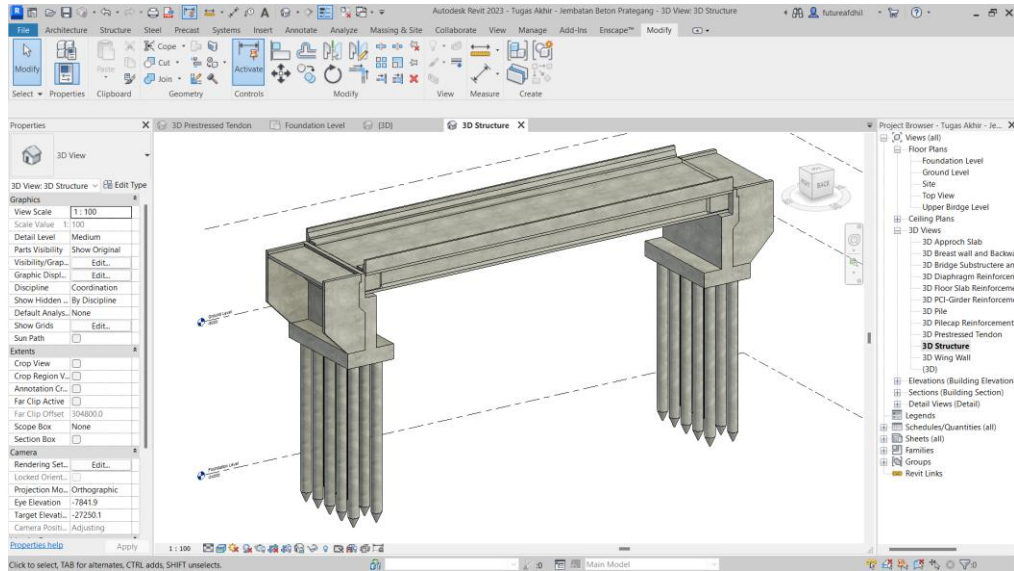 Autodesk Revit 2023 - Tugas Akhir - Jembatan Beton Prategang - 3D View: 3D Structure
futureafdhil
File Architecture Structure Steel Precast Systems Insert Annotate Analyze Massing & Site Collaborate View Manage Add-Ins Enscape™ Modify
Modify
Paste
Cope
Cut
Join
Activate
Select Properties Clipboard Geometry Controls Modify View Measure Create
Properties
3D Prestressed Tendon Foundation Level {3D} 3D Structure
3D View
3D View: 3D Structure Edit Type
Graphics
View Scale 1 : 100
Scale Value 1: 100
Detail Level Medium
Parts Visibility Show Original
Visibility/Grap... Edit...
Graphic Displ... Edit...
Discipline Coordination
Show Hidden ... By Discipline
Default Analys... None
Show Grids Edit...
Sun Path
Extents
Crop View
Crop Region V...
Annotation Cr...
Far Clip Active
Far Clip Offset 304800.0
Scope Box None
Section Box
Camera
Rendering Set... Edit...
Locked Orient...
Projection Mo... Orthographic
Eye Elevation -7841.9
Target Elevati... -27250.1
Camera Positi... Adjusting
Properties help Apply
Ground Level
Foundation Level
BACK
Project Browser - Tugas Akhir - Je...
Views (all)
Floor Plans
Foundation Level
Ground Level
Site
Top View
Upper Birdge Level
Ceiling Plans
3D Views
3D Approch Slab
3D Breast wall and Backwa
3D Bridge Substructere an
3D Diaphragm Reinforcen
3D Floor Slab Reinforceme
3D PCI-Girder Reinforceme
3D Pile
3D Pilecap Reinforcement
3D Prestressed Tendon
3D Structure
3D Wing Wall
{3D}
Elevations (Building Elevation
Sections (Building Section)
Detail Views (Detail)
Legends
Schedules/Quantities (all)
Sheets (all)
Families
Groups
Revit Links
1 : 100
Click to select, TAB for alternates, CTRL adds, SHIFT unselects.
:0
Main Model
:0